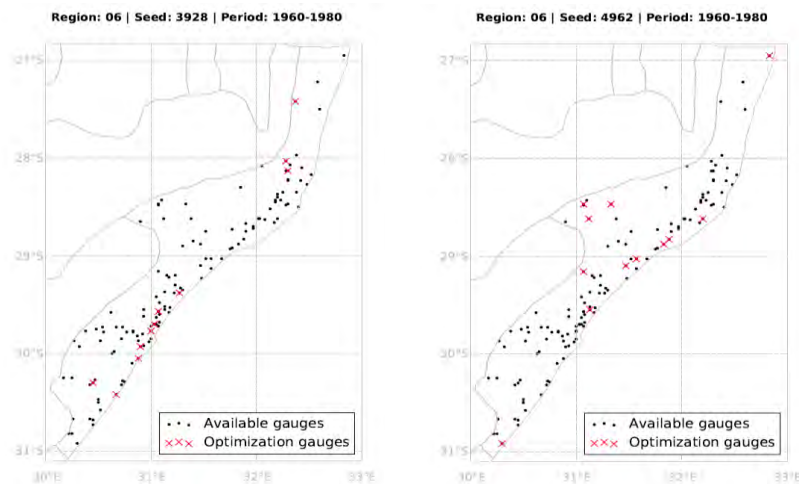 Region: 06 | Seed: 3928 | Period: 1960-1980
28°S
29°S
30°S
31°S
30°E
31°E
32°E
33°E
Available gauges
Optimization gauges
Region: 06 | Seed: 4962 | Period: 1960-1980
27°S
29°S
30°S
31°S
30°E
31°E
32°E
33°E
Available gauges
Optimization gauges